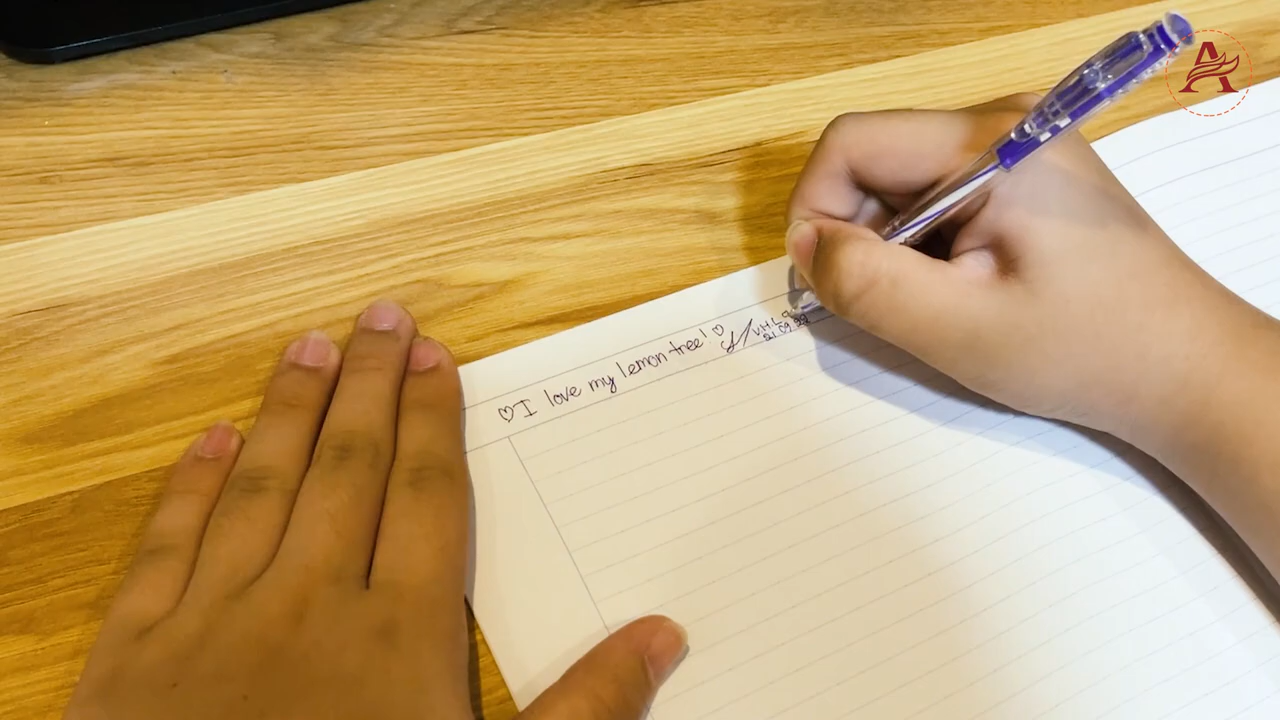 ♡ I love my lemon tree! ♡